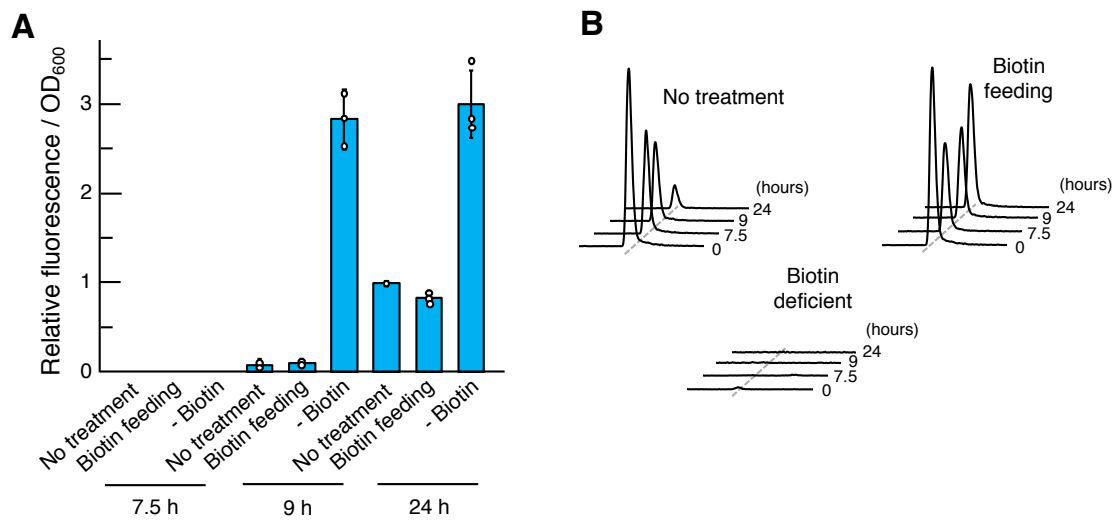 A
Relative fluorescence / OD600
3
2
1
0
No treatment
Biotin feeding
- Biotin
No treatment
Biotin feeding
- Biotin
No treatment
Biotin feeding
- Biotin
7.5 h
9 h
24 h
B
No treatment
(hours)
24
9
7.5
0
Biotin
feeding
(hours)
24
9
7.5
0
Biotin
deficient
(hours)
24
9
7.5
0